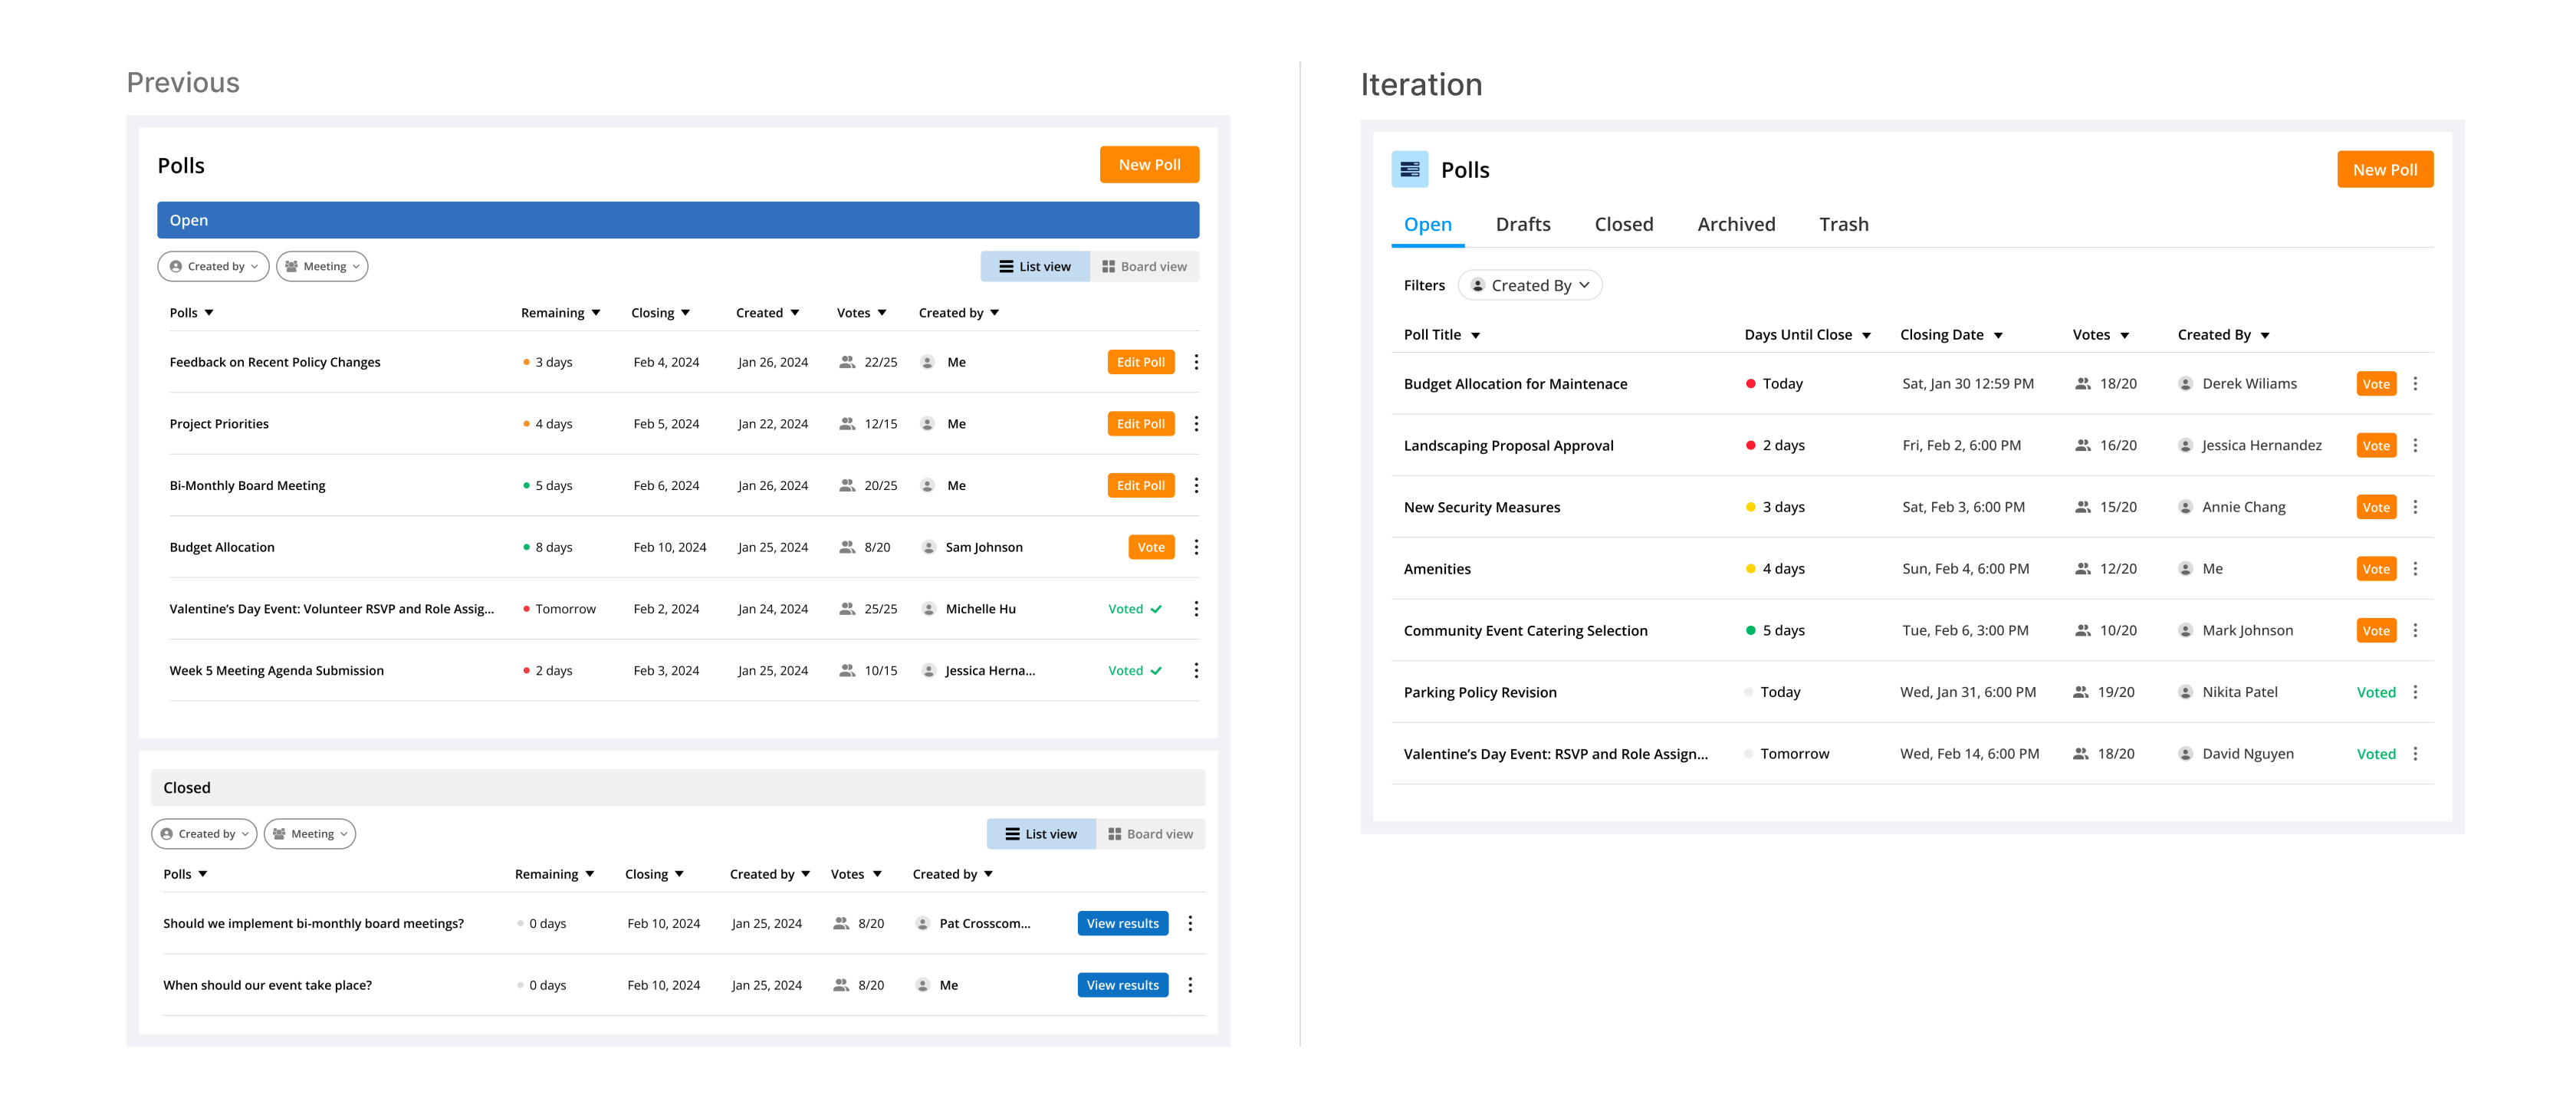 Previous
Polls
New Poll
Open
Created by Meeting List view Board view
Polls Remaining Closing Created Votes Created by
Feedback on Recent Policy Changes 3 days Feb 4, 2024 Jan 26, 2024 22/25 Me Edit Poll
Project Priorities 4 days Feb 5, 2024 Jan 22, 2024 12/15 Me Edit Poll
Bi-Monthly Board Meeting 5 days Feb 6, 2024 Jan 26, 2024 20/25 Me Edit Poll
Budget Allocation 8 days Feb 10, 2024 Jan 25, 2024 8/20 Sam Johnson Vote
Valentine's Day Event: Volunteer RSVP and Role Assig... Tomorrow Feb 2, 2024 Jan 24, 2024 25/25 Michelle Hu Voted
Week 5 Meeting Agenda Submission 2 days Feb 3, 2024 Jan 25, 2024 10/15 Jessica Herna... Voted
Closed
Created by Meeting List view Board view
Polls Remaining Closing Created by Votes Created by
Should we implement bi-monthly board meetings? 0 days Feb 10, 2024 Jan 25, 2024 8/20 Pat Crosscom... View results
When should our event take place? 0 days Feb 10, 2024 Jan 25, 2024 8/20 Me View results
Iteration
Polls
New Poll
Open Drafts Closed Archived Trash
Filters Created By
Poll Title Days Until Close Closing Date Votes Created By
Budget Allocation for Maintenace Today Sat, Jan 30 12:59 PM 18/20 Derek Wiliams Vote
Landscaping Proposal Approval 2 days Fri, Feb 2, 6:00 PM 16/20 Jessica Hernandez Vote
New Security Measures 3 days Sat, Feb 3, 6:00 PM 15/20 Annie Chang Vote
Amenities 4 days Sun, Feb 4, 6:00 PM 12/20 Me Vote
Community Event Catering Selection 5 days Tue, Feb 6, 3:00 PM 10/20 Mark Johnson Vote
Parking Policy Revision Today Wed, Jan 31, 6:00 PM 19/20 Nikita Patel Voted
Valentine's Day Event: RSVP and Role Assign... Tomorrow Wed, Feb 14, 6:00 PM 18/20 David Nguyen Voted